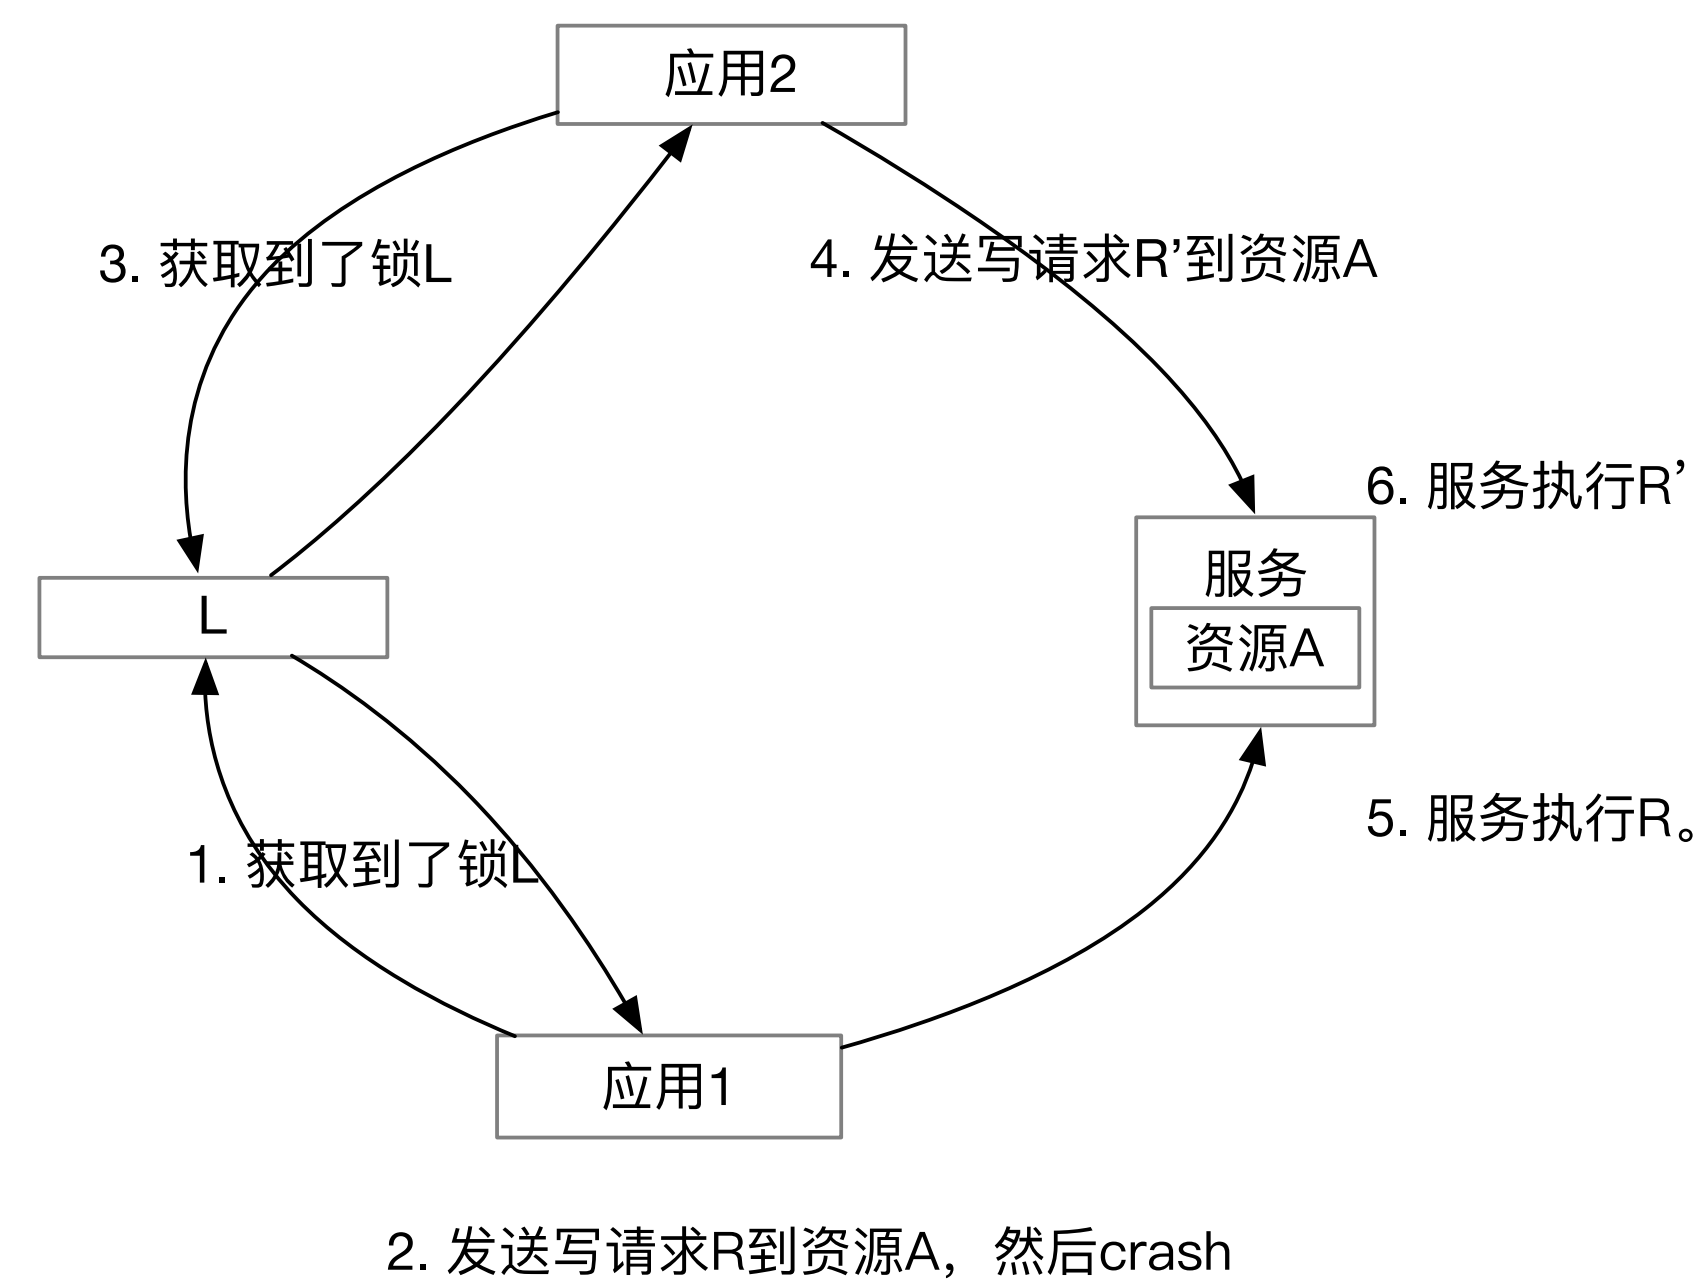 应用2
3. 获取到了锁L
4. 发送写请求R’到资源A
6. 服务执行R’
服务
L
资源A
5. 服务执行R。
1. 获取到了锁L
应用1
2. 发送写请求R到资源A，然后crash